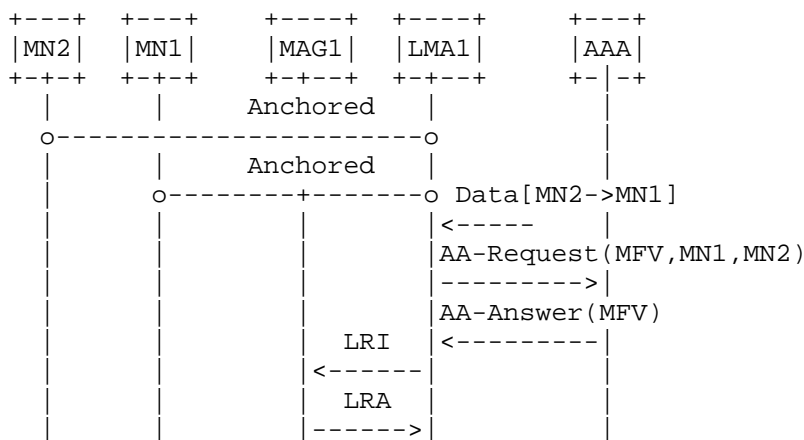 MN2 MN1 MAG1 LMA1 AAA
Anchored
Anchored
Data[MN2->MN1]
AA-Request(MFV,MN1,MN2)
AA-Answer(MFV)
LRI
LRA